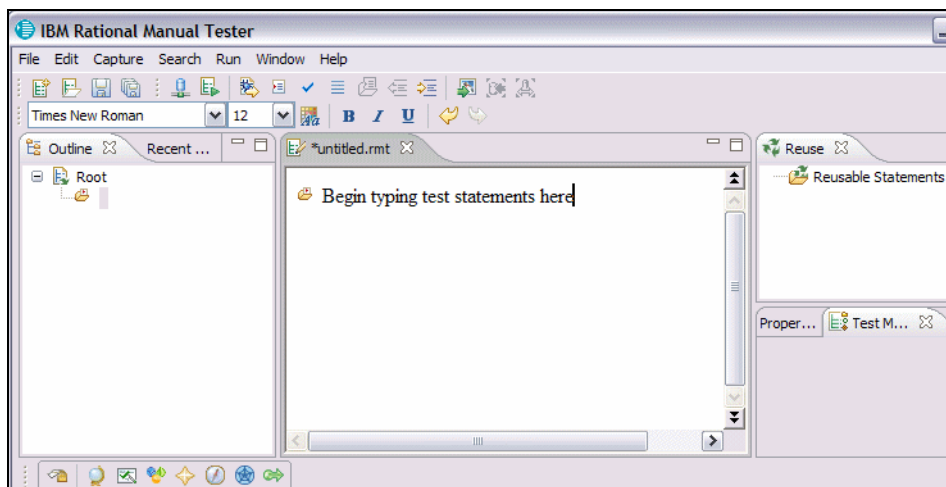 IBM Rational Manual Tester
File Edit Capture Search Run Window Help
Times New Roman 12 B I U
Outline Recent ... *untitled.rmt Reuse
Root
Begin typing test statements here
Reusable Statements
Proper... Test M...